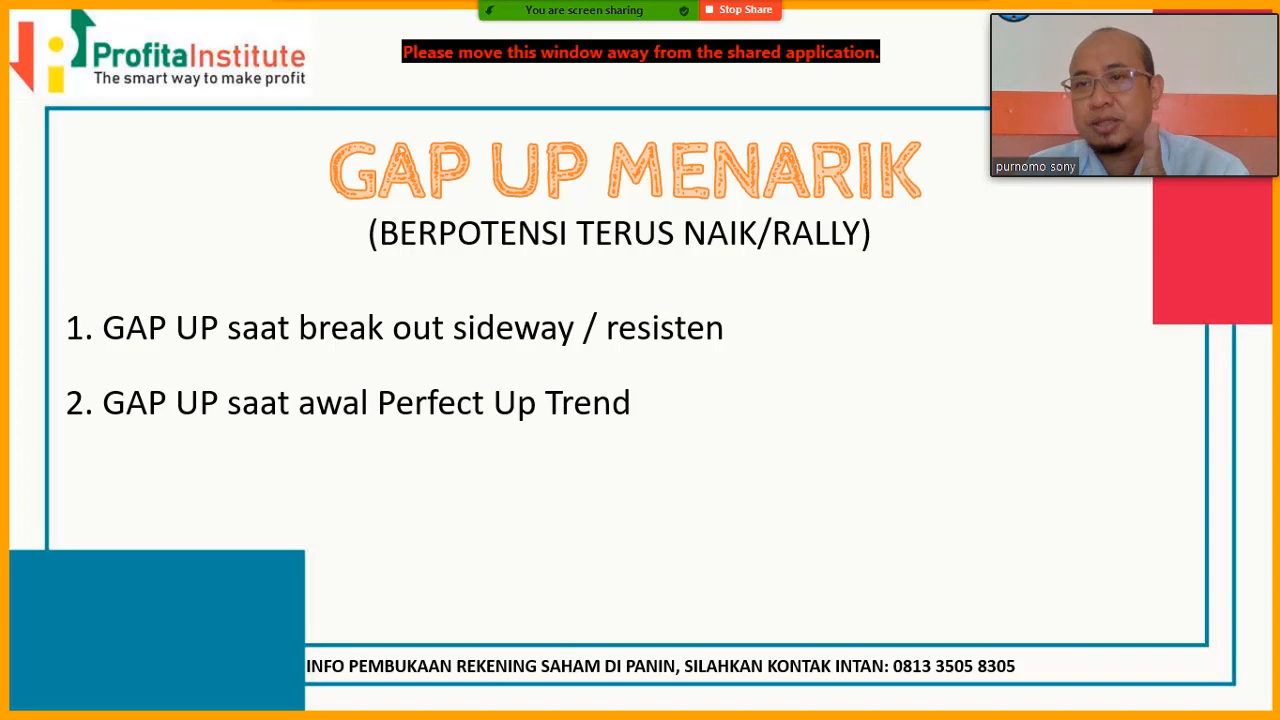 You are screen sharing
Stop Share
Please move this window away from the shared application.
ProfitaInstitute
The smart way to make profit
purnomo sony
GAP UP MENARIK
(BERPOTENSI TERUS NAIK/RALLY)
1. GAP UP saat break out sideway / resisten
2. GAP UP saat awal Perfect Up Trend
INFO PEMBUKAAN REKENING SAHAM DI PANIN, SILAHKAN KONTAK INTAN: 0813 3505 8305